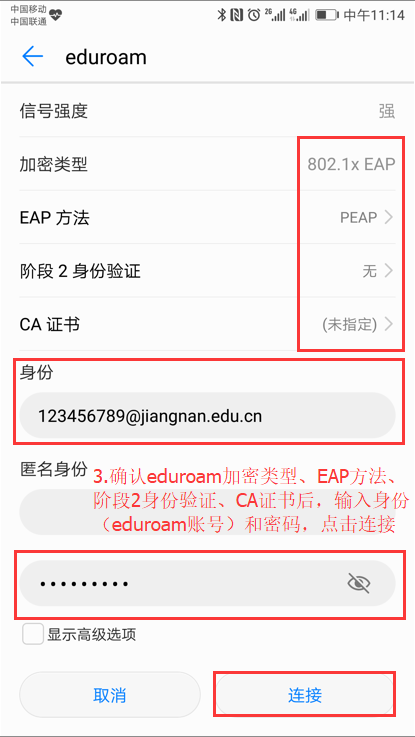 中国移动
中国联通
2G
4G
中午11:14
eduroam
信号强度 强
加密类型 802.1x EAP
EAP 方法 PEAP
阶段 2 身份验证 无
CA 证书 (未指定)
身份
123456789@jiangnan.edu.cn
匿名身份
3.确认eduroam加密类型、EAP方法、
阶段2身份验证、CA证书后，输入身份
（eduroam账号）和密码，点击连接
•••••••••
显示高级选项
取消 连接